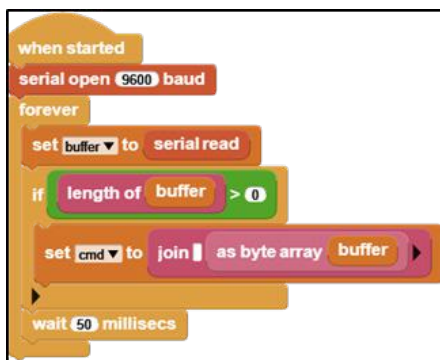 when started
serial open 9600 baud
forever
set buffer ▼ to serial read
if length of buffer > 0
set cmd ▼ to join as byte array buffer
wait 50 millisecs